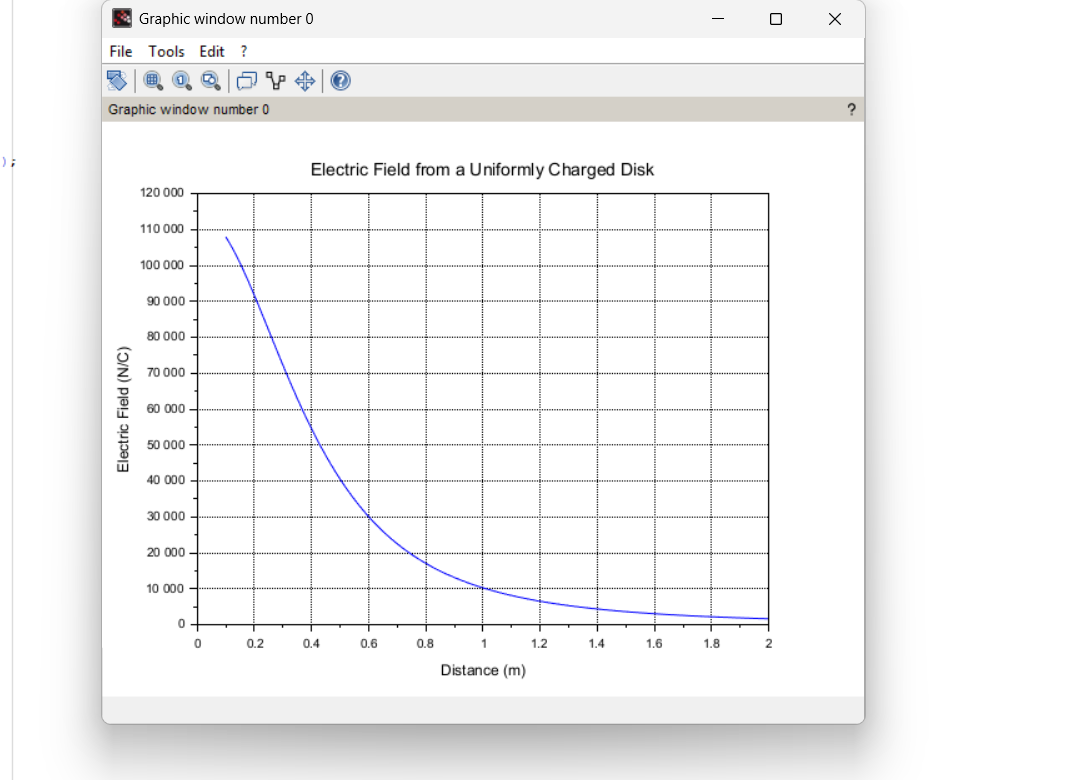 Graphic window number 0
File Tools Edit ?
Graphic window number 0 ?
);
Electric Field from a Uniformly Charged Disk
120 000
110 000
100 000
90 000
80 000
70 000
60 000
50 000
40 000
30 000
20 000
10 000
0
Electric Field (N/C)
0 0.2 0.4 0.6 0.8 1 1.2 1.4 1.6 1.8 2
Distance (m)